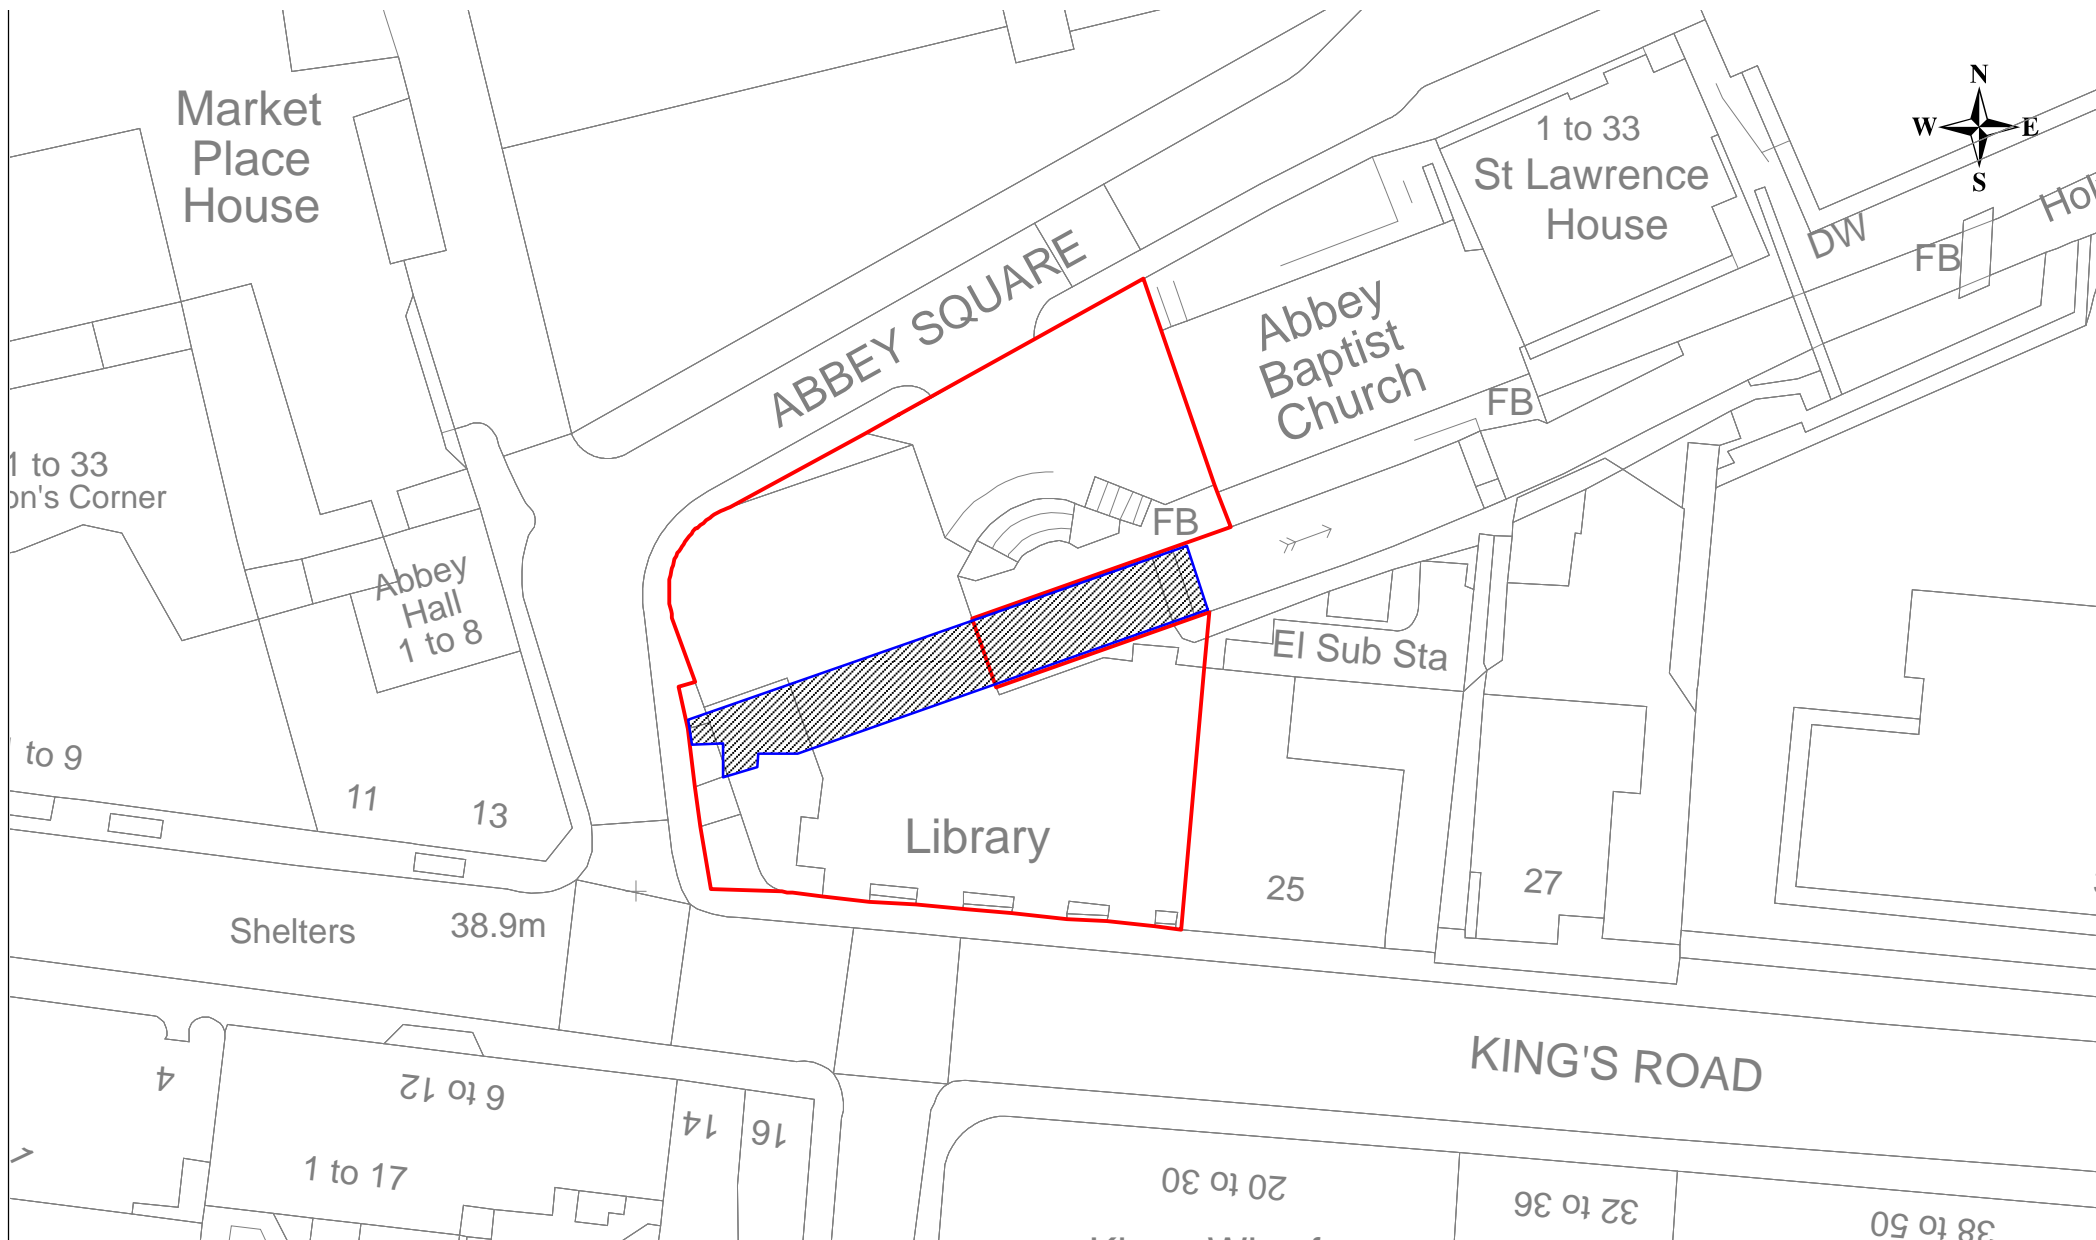 Market
Place
House
N
W E
S
1 to 33
St Lawrence
House
DW
FB
Hol
ABBEY SQUARE
Abbey
Baptist
Church
FB
1 to 33
on's Corner
FB
Abbey
Hall
1 to 8
El Sub Sta
to 9
11
13
Library
25
27
Shelters
38.9m
KING'S ROAD
4
6 to 12
14
16
1 to 17
20 to 30
32 to 36
38 to 50